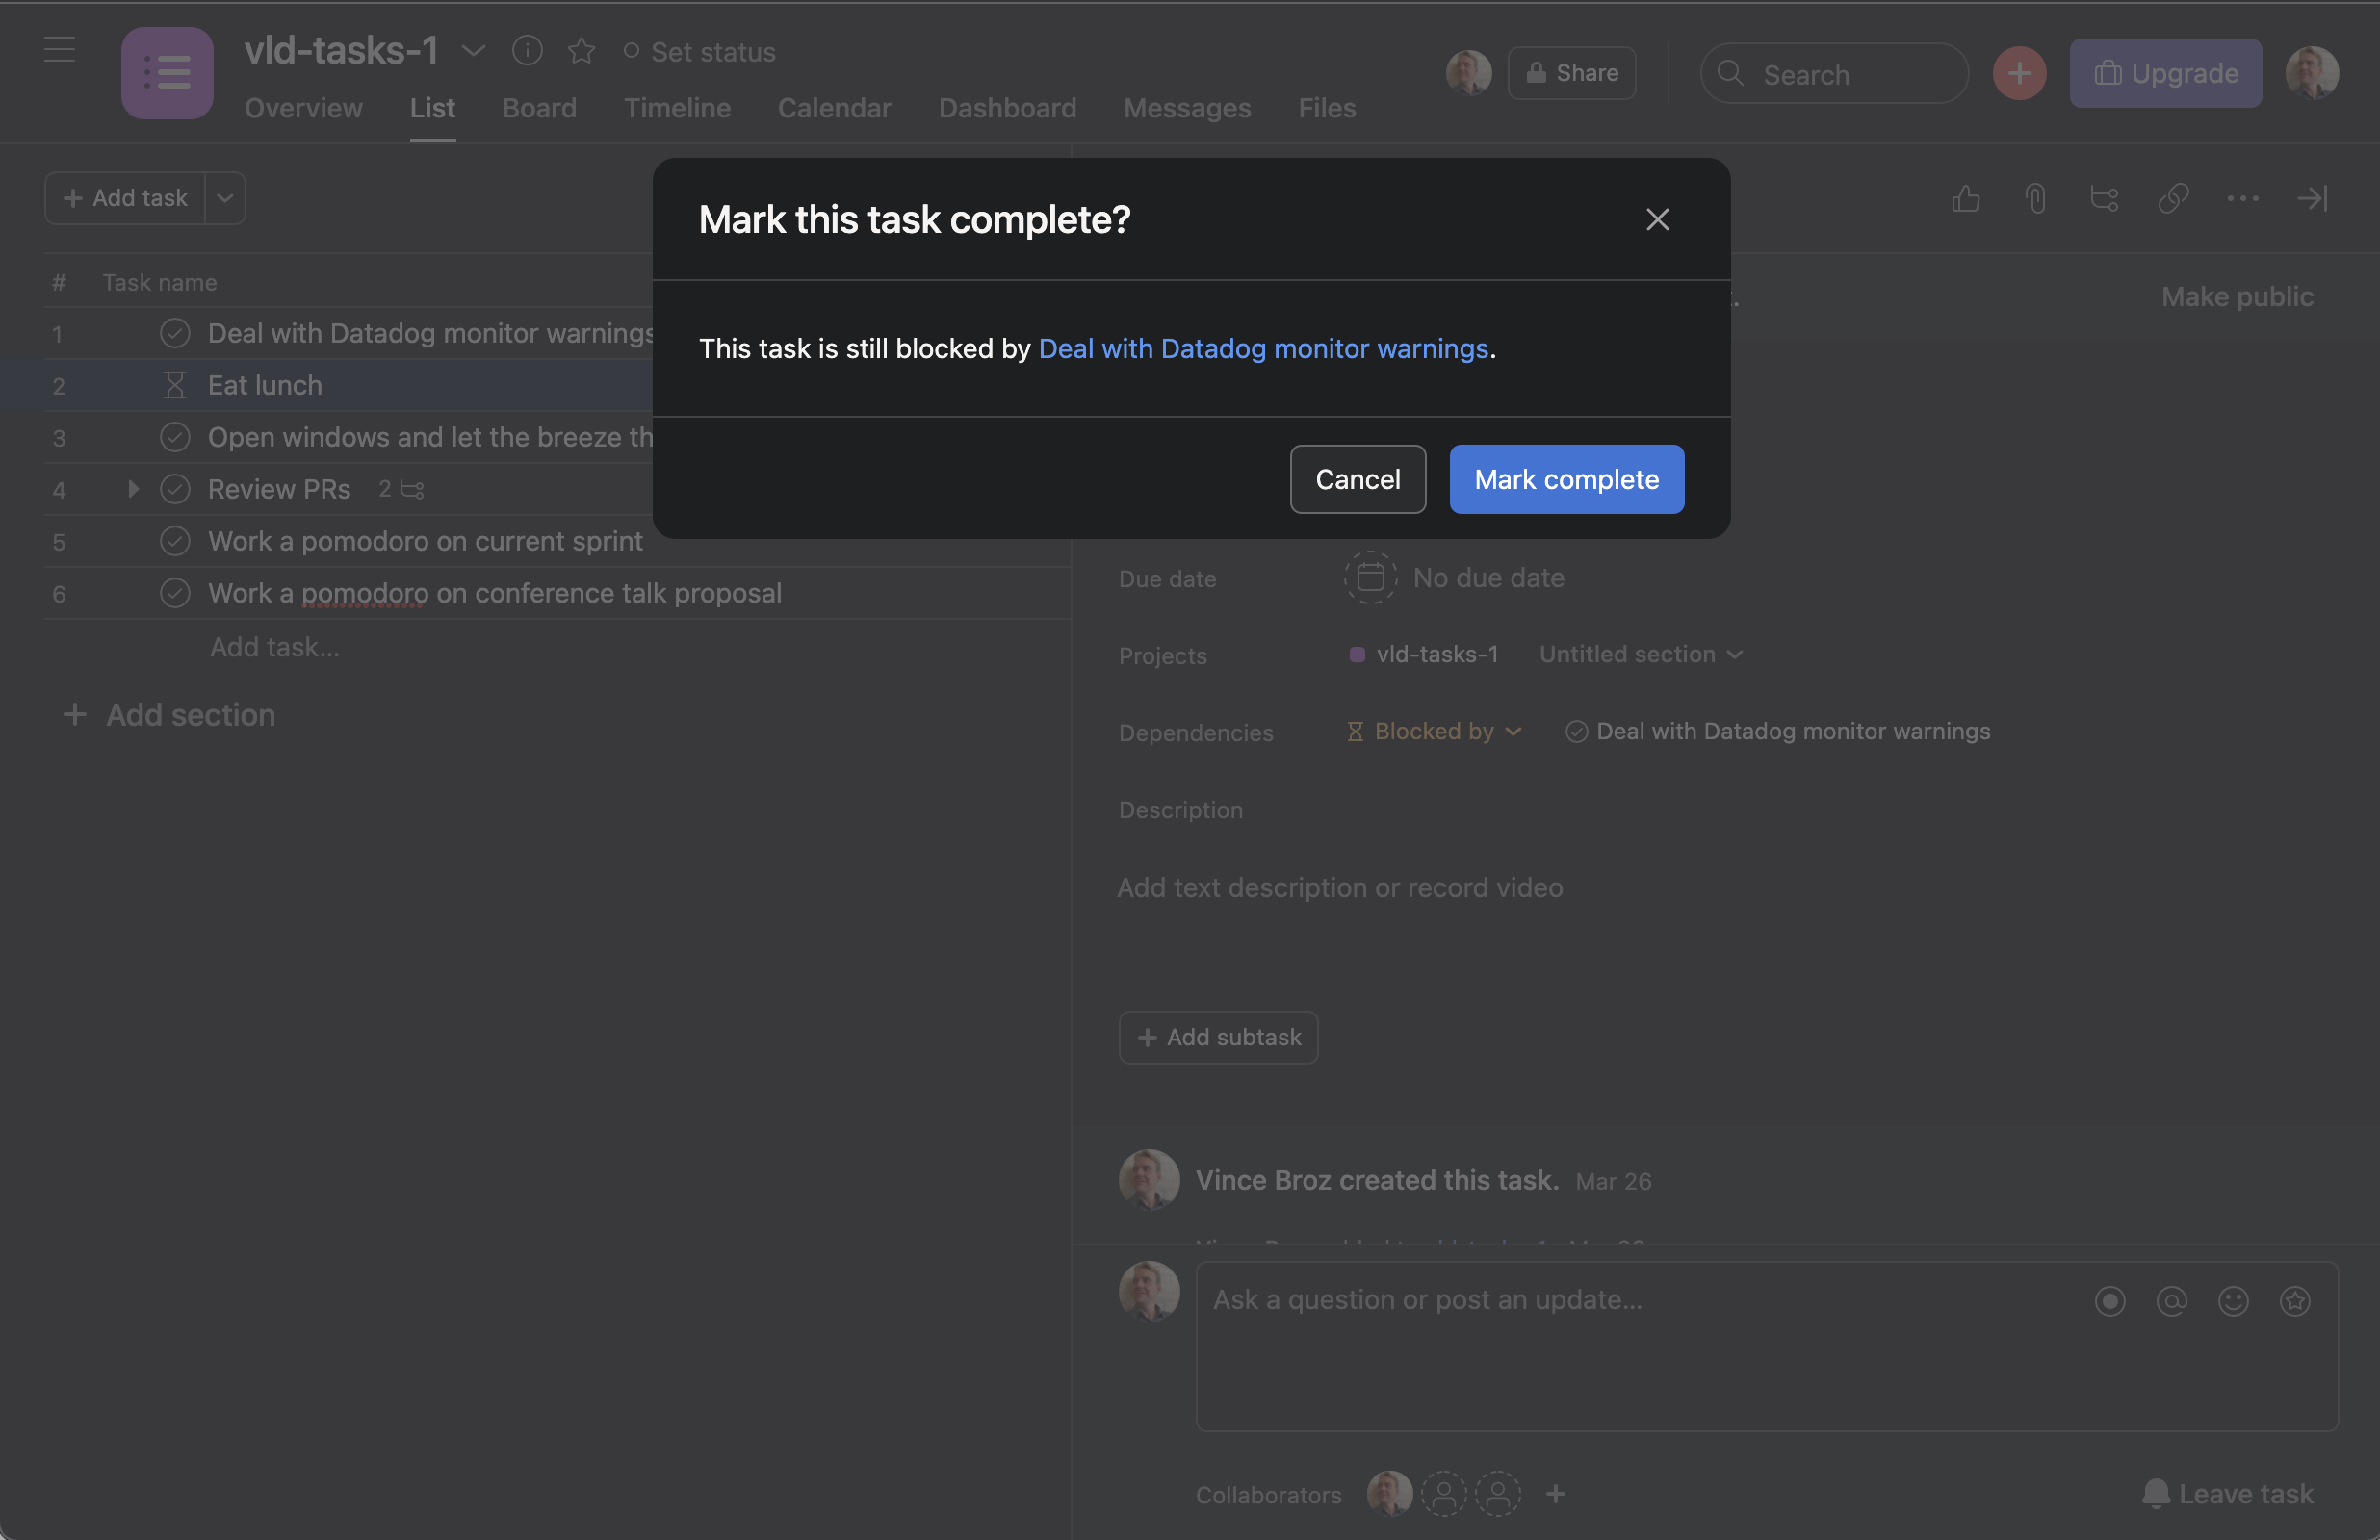 vld-tasks-1
Set status
Share
Search
Upgrade
Overview List Board Timeline Calendar Dashboard Messages Files
Add task
# Task name
1 Deal with Datadog monitor warnings
2 Eat lunch
3 Open windows and let the breeze th
4 Review PRs 2
5 Work a pomodoro on current sprint
6 Work a pomodoro on conference talk proposal
Add task...
Add section
Mark this task complete?
This task is still blocked by Deal with Datadog monitor warnings.
Cancel
Mark complete
Make public
Due date No due date
Projects vld-tasks-1 Untitled section
Dependencies Blocked by Deal with Datadog monitor warnings
Description
Add text description or record video
Add subtask
Vince Broz created this task. Mar 26
Ask a question or post an update...
Collaborators
Leave task